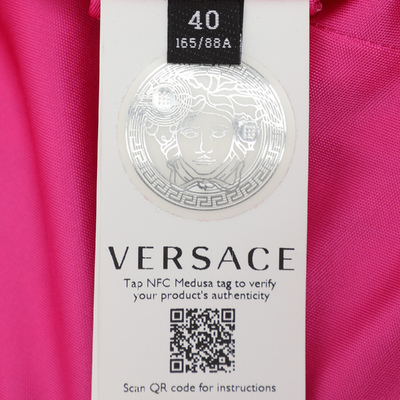 40
165/88A
VERSACE
Tap NFC Medusa tag to verify
your product's authenticity
Scan QR code for instructions